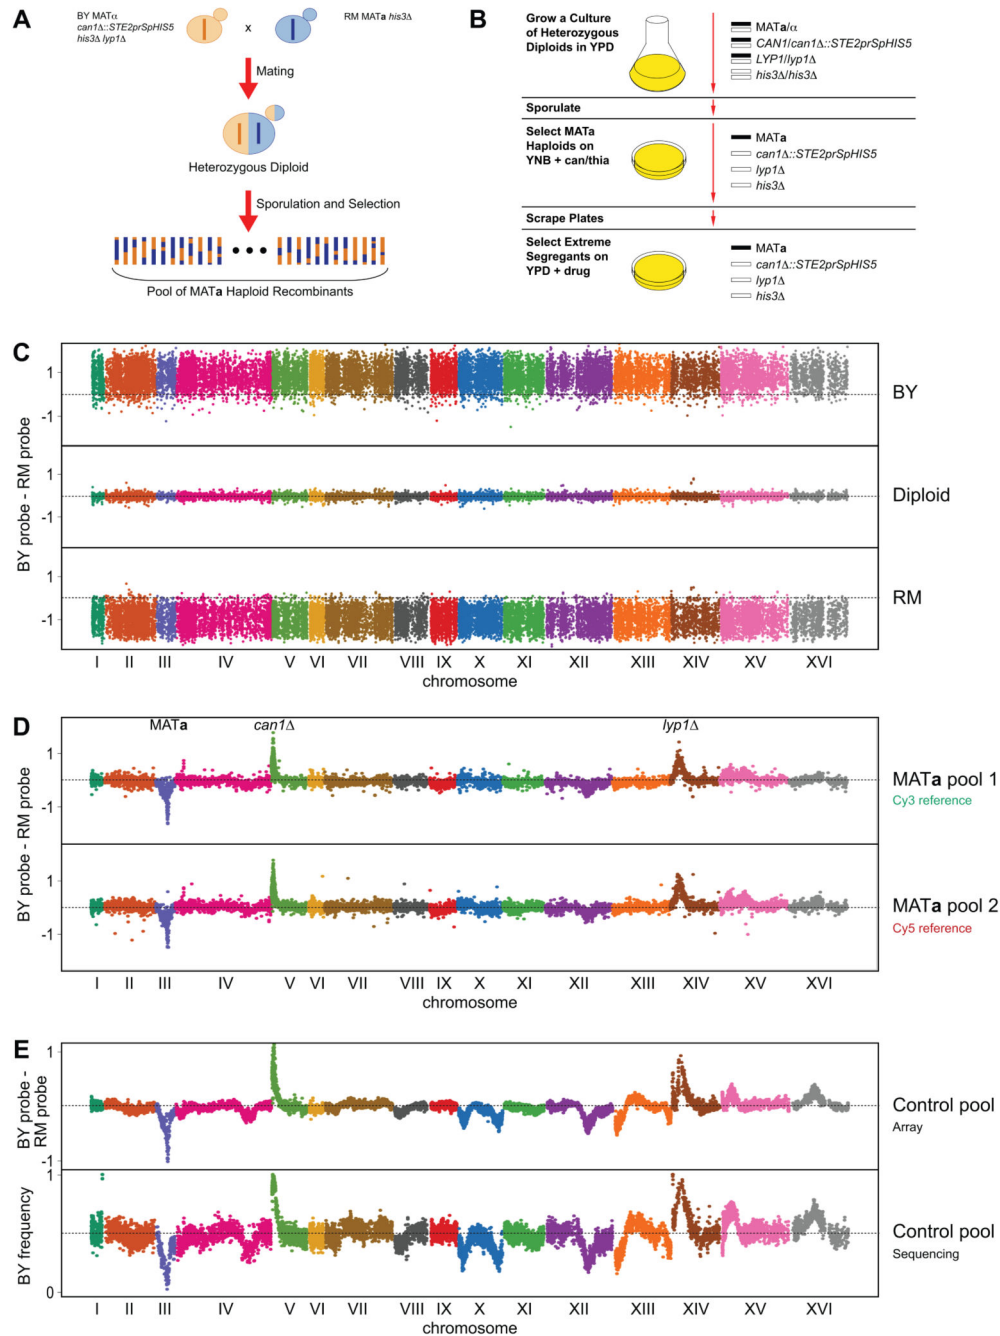 A
BY MATα
can1Δ::STE2prSpHIS5
his3Δ lyp1Δ
x
RM MATa his3Δ
Mating
Heterozygous Diploid
Sporulation and Selection
Pool of MATa Haploid Recombinants
B
Grow a Culture
of Heterozygous
Diploids in YPD
MATa/α
CAN1/can1Δ::STE2prSpHIS5
LYP1/lyp1Δ
his3Δ/his3Δ
Sporulate
Select MATa
Haploids on
YNB + can/thia
MATa
can1Δ::STE2prSpHIS5
lyp1Δ
his3Δ
Scrape Plates
Select Extreme
Segregants on
YPD + drug
MATa
can1Δ::STE2prSpHIS5
lyp1Δ
his3Δ
C
BY probe - RM probe
1
-1
BY
1
-1
Diploid
1
-1
RM
I II III IV V VI VII VIII IX X XI XII XIII XIV XV XVI
chromosome
D
MATa can1Δ lyp1Δ
BY probe - RM probe
1
-1
MATa pool 1
Cy3 reference
1
-1
MATa pool 2
Cy5 reference
I II III IV V VI VII VIII IX X XI XII XIII XIV XV XVI
chromosome
E
BY probe -
RM probe
1
-1
Control pool
Array
BY frequency
1
.5
0
Control pool
Sequencing
I II III IV V VI VII VIII IX X XI XII XIII XIV XV XVI
chromosome